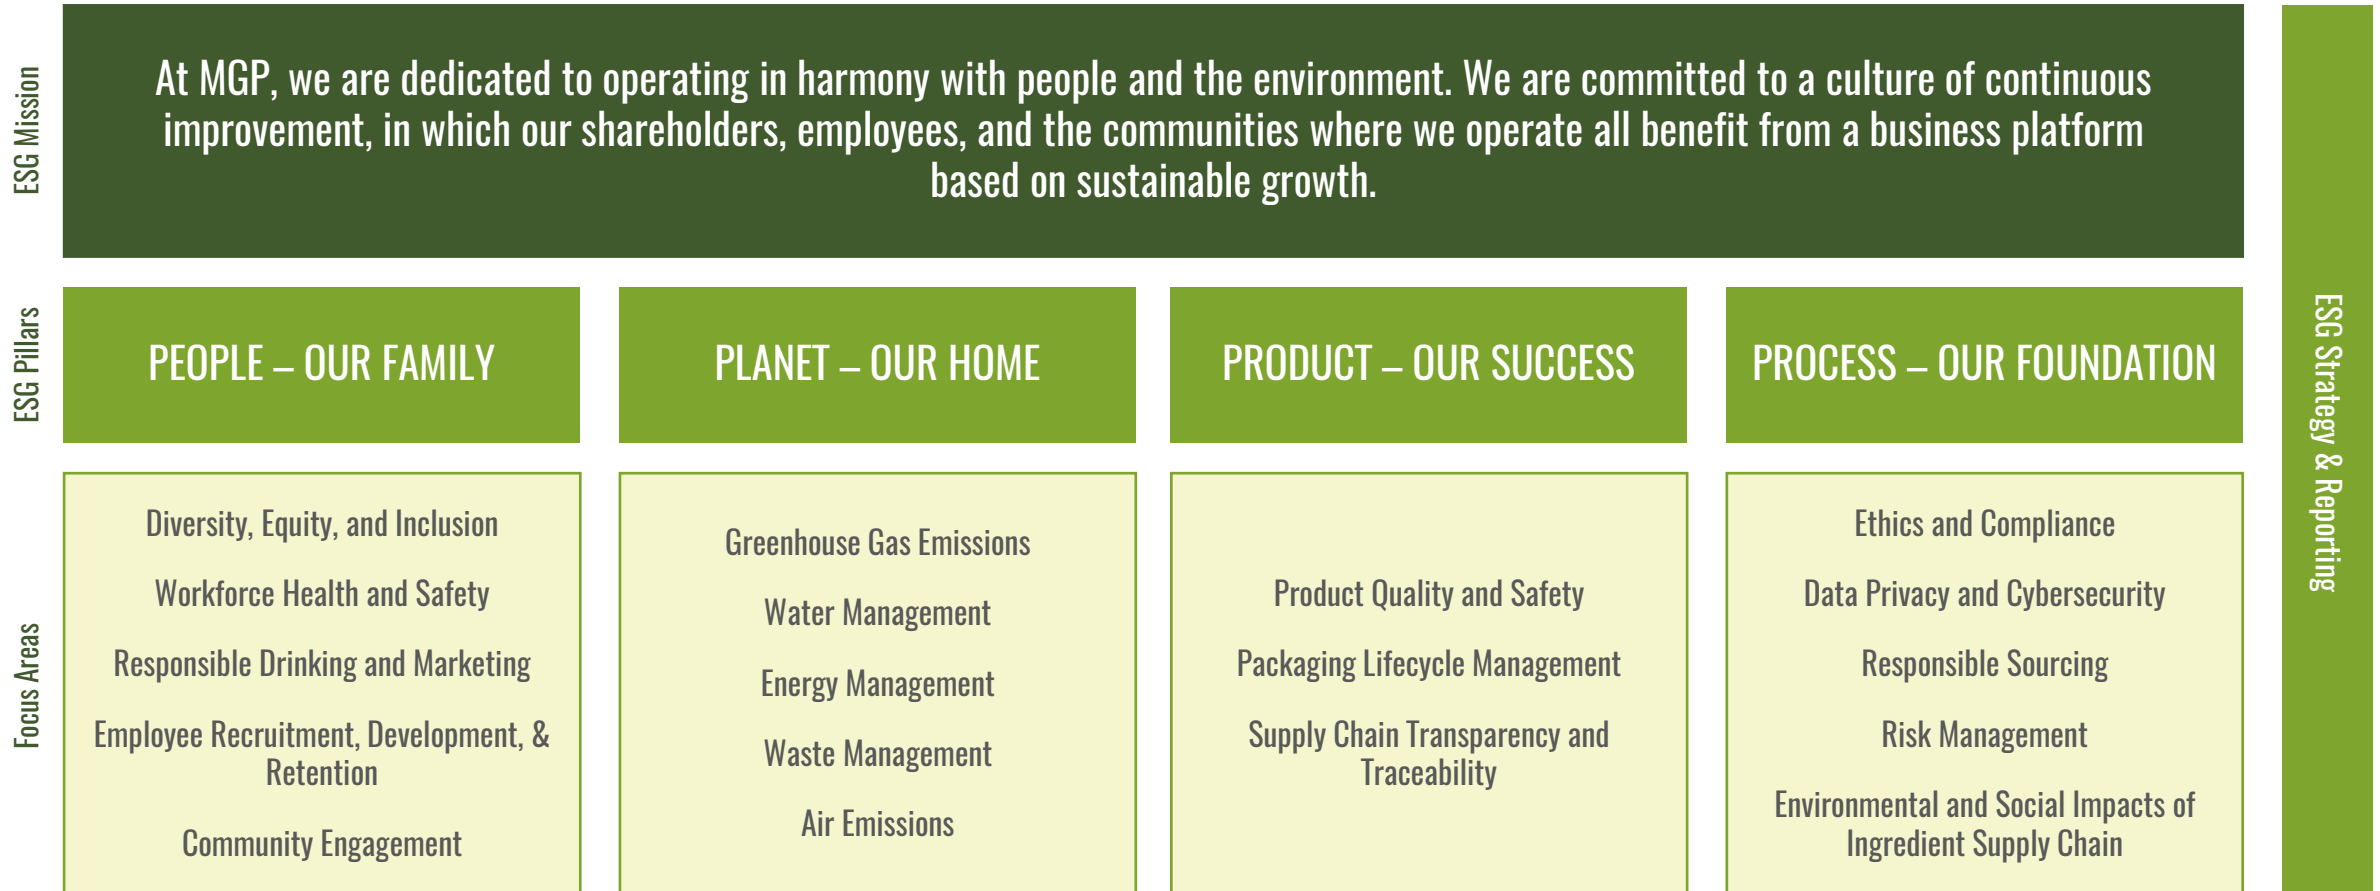 ESG Mission
At MGP, we are dedicated to operating in harmony with people and the environment. We are committed to a culture of continuous
improvement, in which our shareholders, employees, and the communities where we operate all benefit from a business platform
based on sustainable growth.
ESG Pillars
PEOPLE – OUR FAMILY
PLANET – OUR HOME
PRODUCT – OUR SUCCESS
PROCESS – OUR FOUNDATION
Focus Areas
Diversity, Equity, and Inclusion
Workforce Health and Safety
Responsible Drinking and Marketing
Employee Recruitment, Development, &
Retention
Community Engagement
Greenhouse Gas Emissions
Water Management
Energy Management
Waste Management
Air Emissions
Product Quality and Safety
Packaging Lifecycle Management
Supply Chain Transparency and
Traceability
Ethics and Compliance
Data Privacy and Cybersecurity
Responsible Sourcing
Risk Management
Environmental and Social Impacts of
Ingredient Supply Chain
ESG Strategy & Reporting